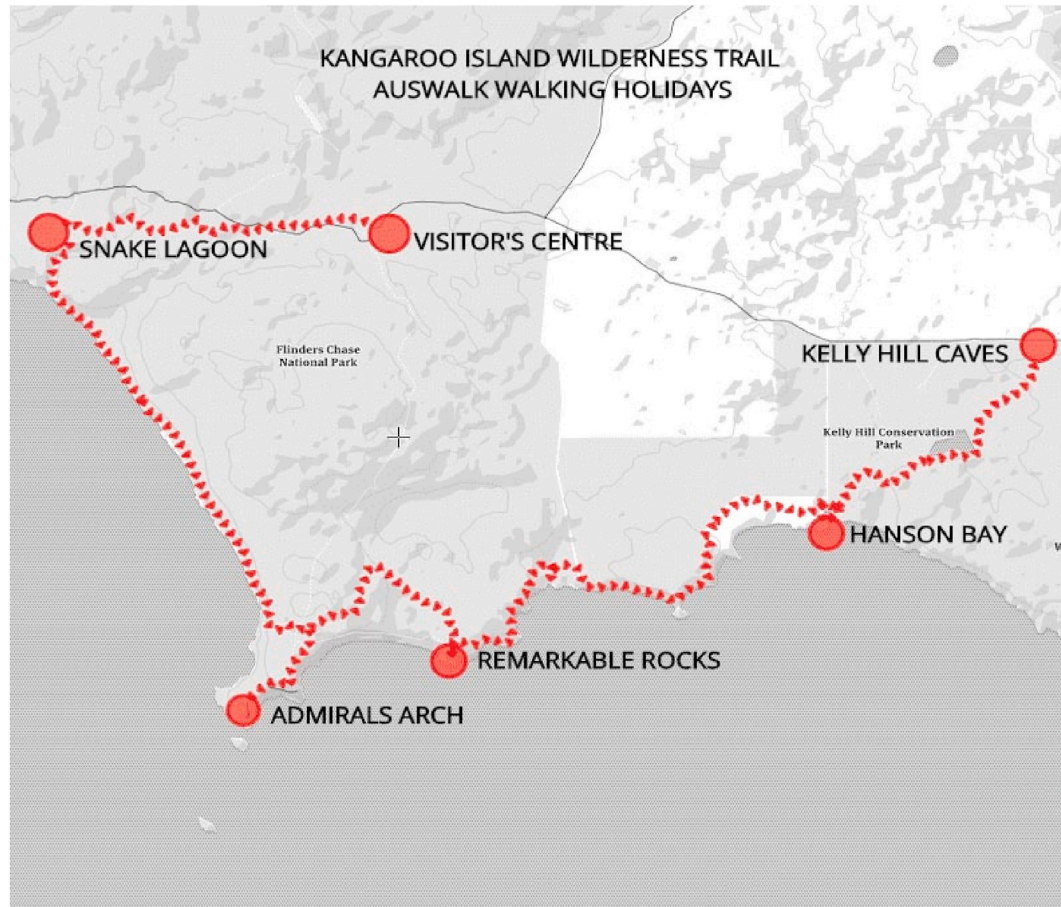 KANGAROO ISLAND WILDERNESS TRAIL
AUSWALK WALKING HOLIDAYS
SNAKE LAGOON
VISITOR'S CENTRE
Flinders Chase
National Park
KELLY HILL CAVES
Kelly Hill Conservation
Park
HANSON BAY
REMARKABLE ROCKS
ADMIRALS ARCH